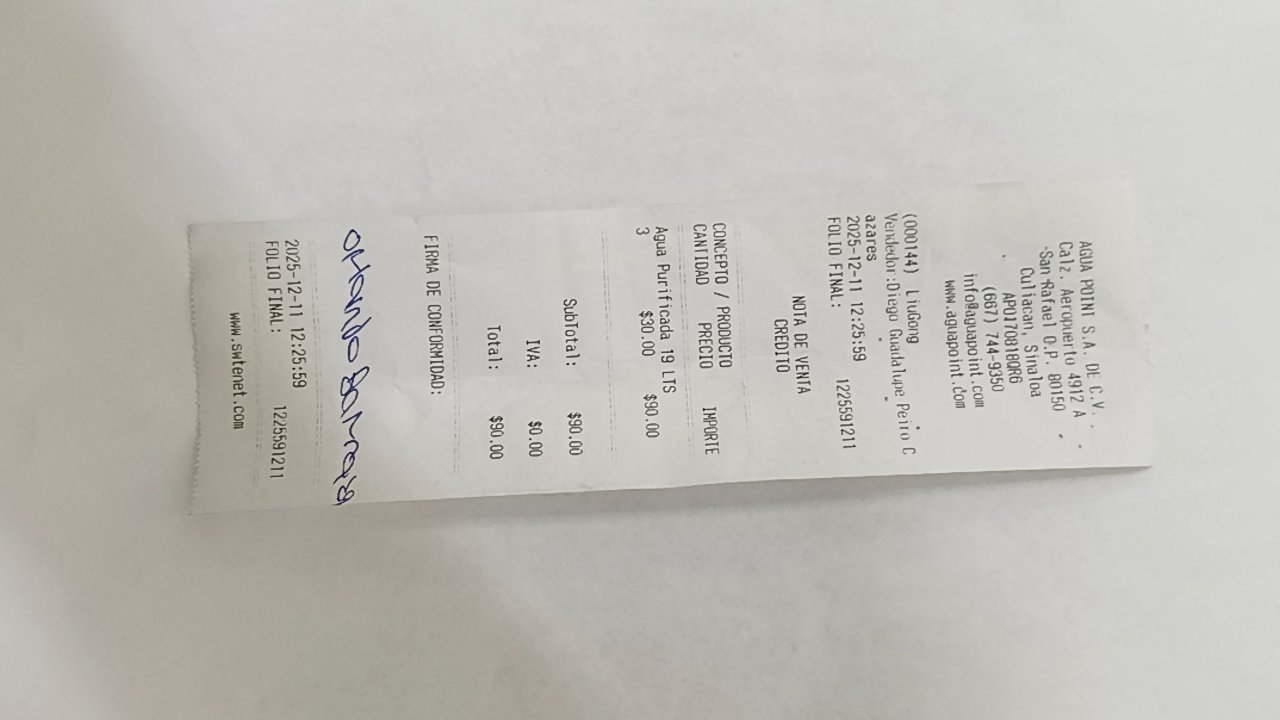 AGUA POINT S.A. DE C.V.
Calz. Aeropuerto 4912 A
San Rafael C.P. 80150
Culiacan, Sinaloa
APO170818QR6
(667) 744-9350
info@aguapoint.com
www.aguapoint.com
(000144) LiuGong
Vendedor:Diego Guadalupe Peiro C
azares
2025-12-11 12:25:59
FOLIO FINAL: 1225591211
NOTA DE VENTA
CREDITO
CONCEPTO / PRODUCTO
CANTIDAD PRECIO IMPORTE
Agua Purificada 19 LTS
3 $30.00 $90.00
SubTotal: $90.00
IVA: $0.00
Total: $90.00
FIRMA DE CONFORMIDAD:
2025-12-11 12:25:59
FOLIO FINAL: 1225591211
www.swtenet.com